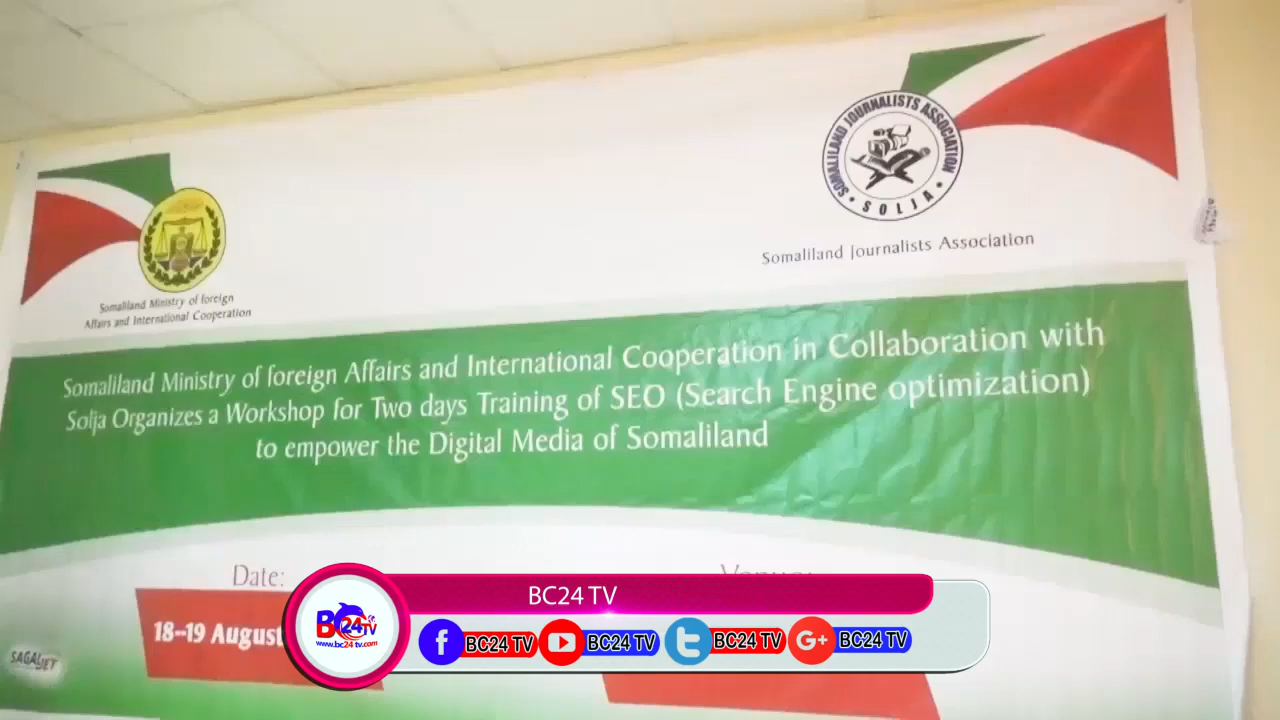 SOMALILAND JOURNALISTS ASSOCIATION
SOLJA
Somaliland Journalists Association
Somaliland Ministry of foreign
Affairs and International Cooperation
Somaliland Ministry of foreign Affairs and International Cooperation in Collaboration with
Solja Organizes a Workshop for Two days Training of SEO (Search Engine optimization)
to empower the Digital Media of Somaliland
Date:
18-19 August
SAGALJET
BC24 TV
BC24TV
www.bc24tv.com
BC24 TV
BC24 TV
BC24 TV
BC24 TV